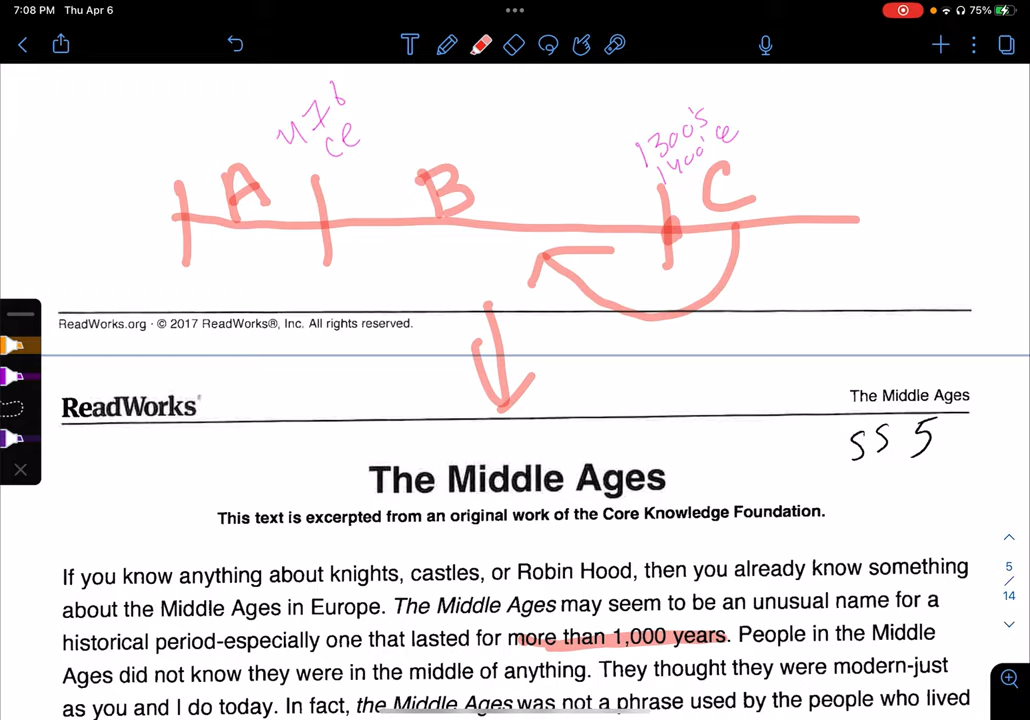 7:08 PM Thu Apr 6
75%
T
476
ce
1300's
1400's ce
A
B
C
ReadWorks.org · © 2017 ReadWorks®, Inc. All rights reserved.
ReadWorks®
The Middle Ages
SS 5
The Middle Ages
This text is excerpted from an original work of the Core Knowledge Foundation.
If you know anything about knights, castles, or Robin Hood, then you already know something
about the Middle Ages in Europe. The Middle Ages may seem to be an unusual name for a
historical period-especially one that lasted for more than 1,000 years. People in the Middle
Ages did not know they were in the middle of anything. They thought they were modern-just
as you and I do today. In fact, the Middle Ages was not a phrase used by the people who lived
5
/
14